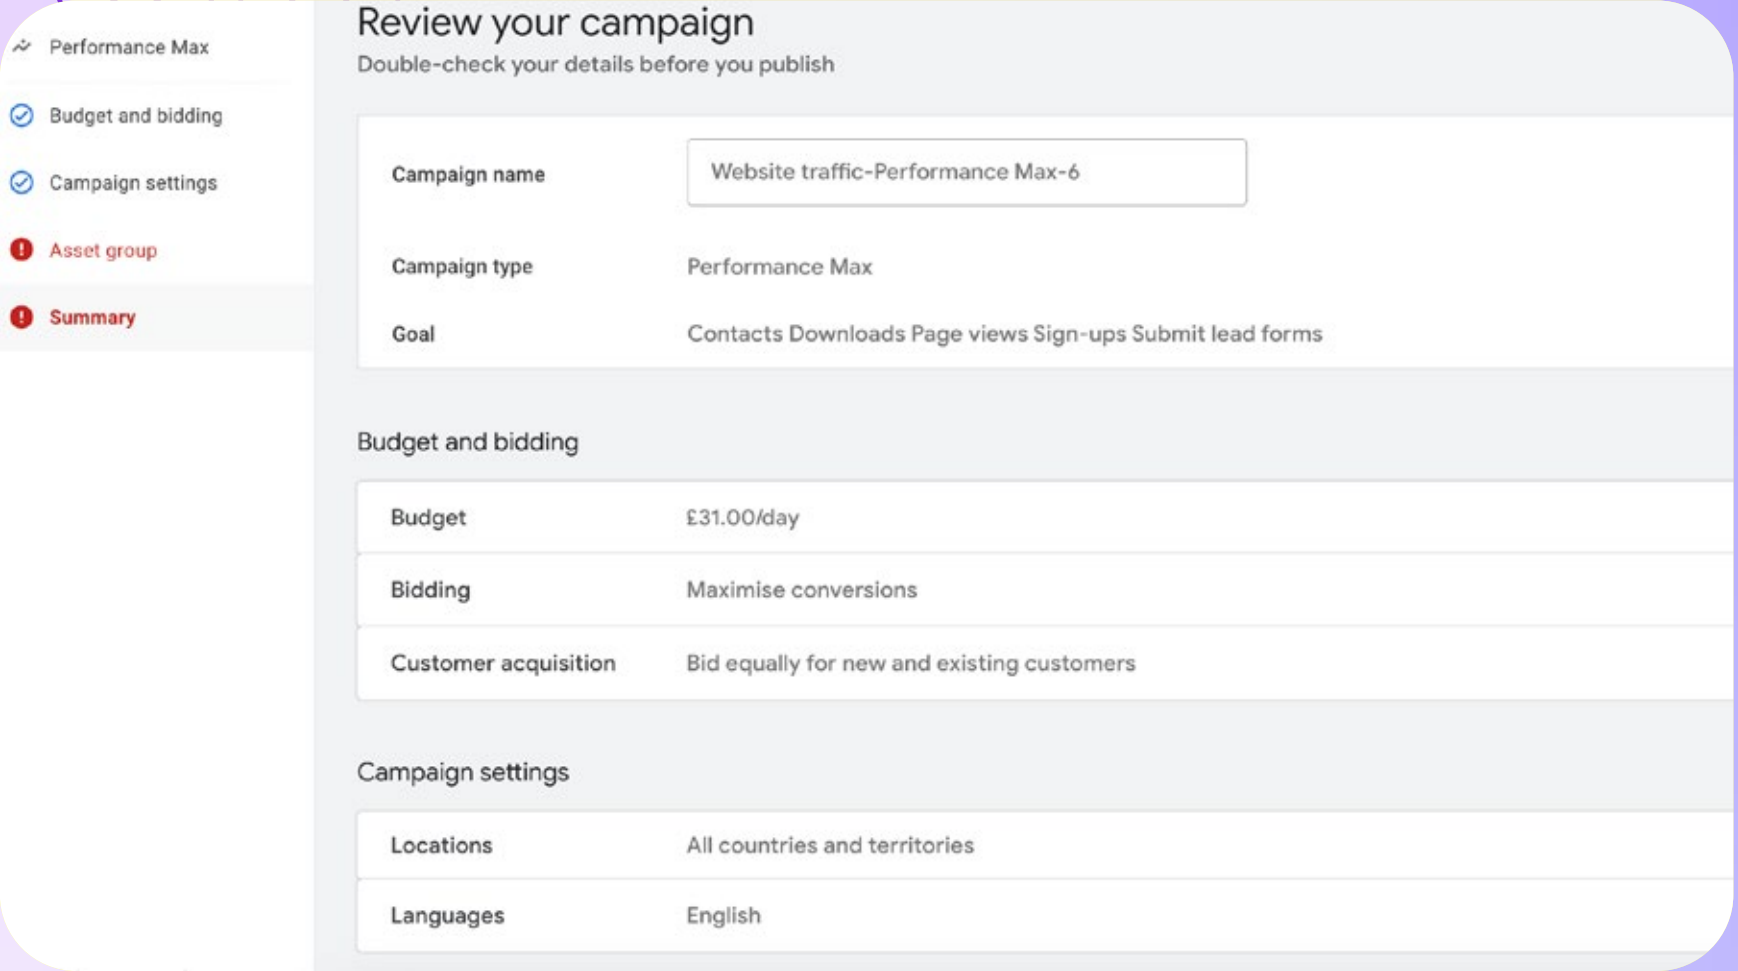 Performance Max
Budget and bidding
Campaign settings
Asset group
Summary
Review your campaign
Double-check your details before you publish
Campaign name Website traffic-Performance Max-6
Campaign type Performance Max
Goal Contacts Downloads Page views Sign-ups Submit lead forms
Budget and bidding
Budget £31.00/day
Bidding Maximise conversions
Customer acquisition Bid equally for new and existing customers
Campaign settings
Locations All countries and territories
Languages English